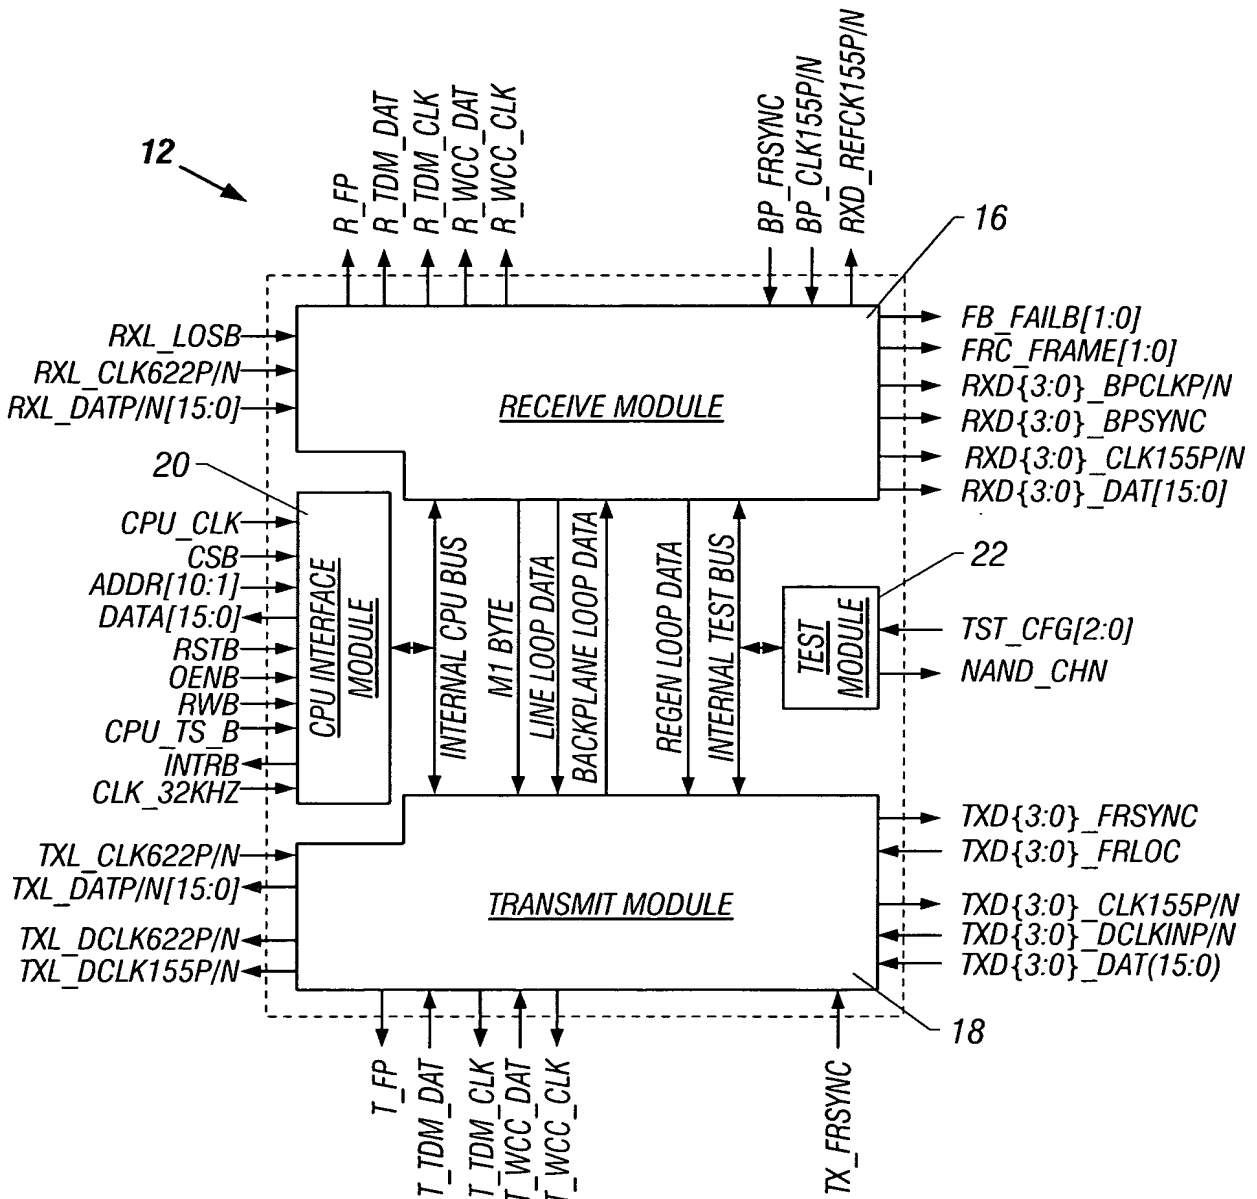 12
R_FP
R_TDM_DAT
R_TDM_CLK
R_WCC_DAT
R_WCC_CLK
BP_FRSYNC
BP_CLK155P/N
RXD_REFCK155P/N
16
RXL_LOSB
RXL_CLK622P/N
RXL_DATP/N[15:0]
RECEIVE MODULE
FB_FAILB[1:0]
FRC_FRAME[1:0]
RXD{3:0}_BPCLKP/N
RXD{3:0}_BPSYNC
RXD{3:0}_CLK155P/N
RXD{3:0}_DAT[15:0]
20
CPU_CLK
CSB
ADDR[10:1]
DATA[15:0]
RSTB
OENB
RWB
CPU_TS_B
INTRB
CLK_32KHZ
CPU INTERFACE
MODULE
INTERNAL CPU BUS
M1 BYTE
LINE LOOP DATA
BACKPLANE LOOP DATA
REGEN LOOP DATA
INTERNAL TEST BUS
TEST
MODULE
22
TST_CFG[2:0]
NAND_CHN
TXL_CLK622P/N
TXL_DATP/N[15:0]
TXL_DCLK622P/N
TXL_DCLK155P/N
TRANSMIT MODULE
TXD{3:0}_FRSYNC
TXD{3:0}_FRLOC
TXD{3:0}_CLK155P/N
TXD{3:0}_DCLKINP/N
TXD{3:0}_DAT(15:0)
18
T_FP
T_TDM_DAT
T_TDM_CLK
T_WCC_DAT
T_WCC_CLK
TX_FRSYNC